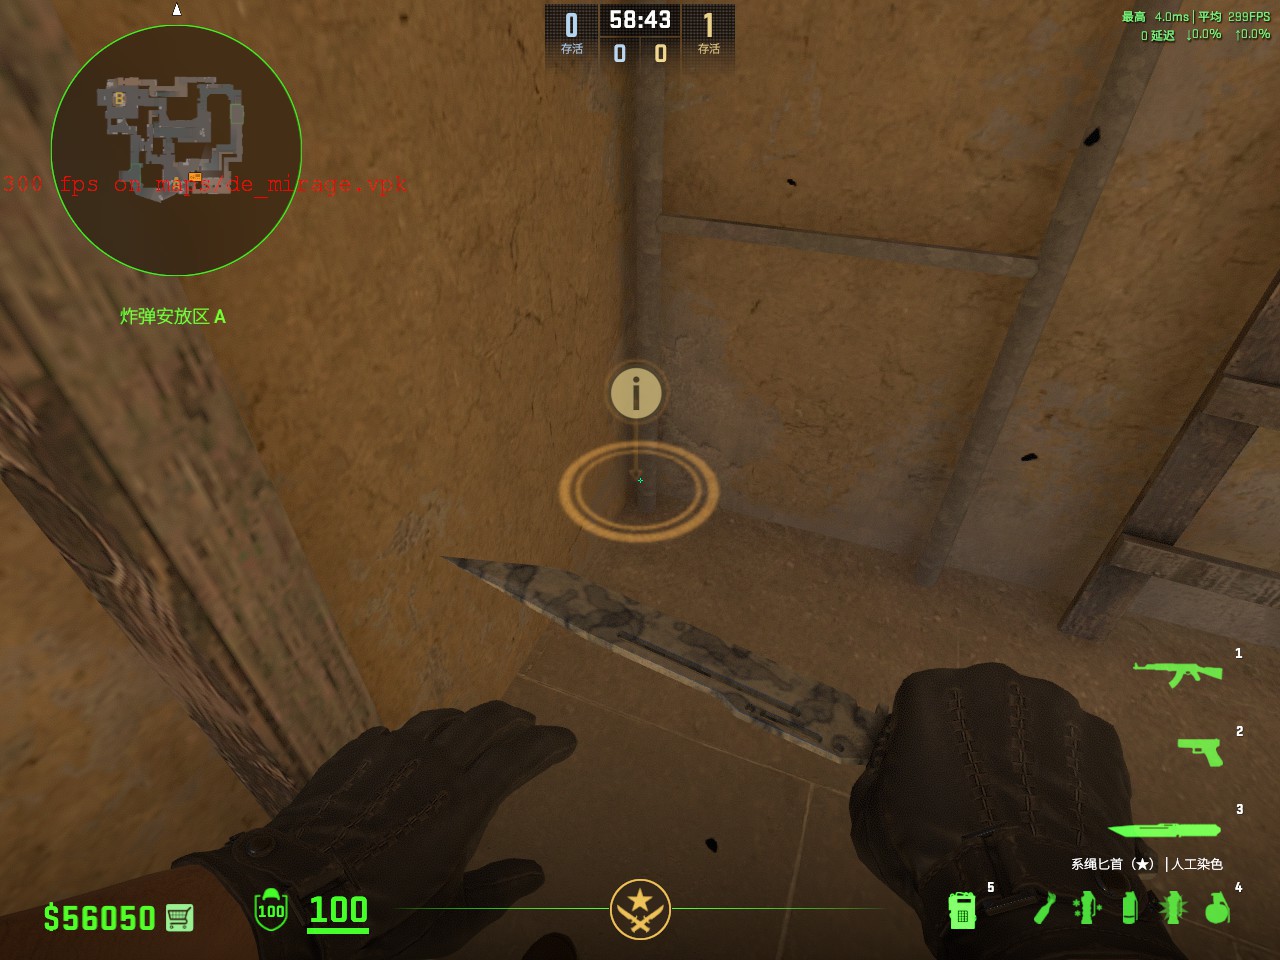 0
58:43
1
存活
0
0
存活
最高 4.0ms | 平均 299FPS
0 延迟 ↓0.0% ↑0.0%
B
A
300 fps on maps/de_mirage.vpk
炸弹安放区 A
i
1
2
3
系绳匕首（★） | 人工染色
5
4
$56050
100
100